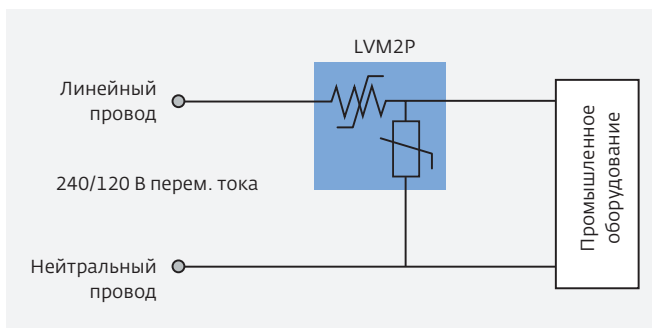 LVM2P
Линейный
провод
240/120 В перем. тока
Нейтральный
провод
Промышленное
оборудование